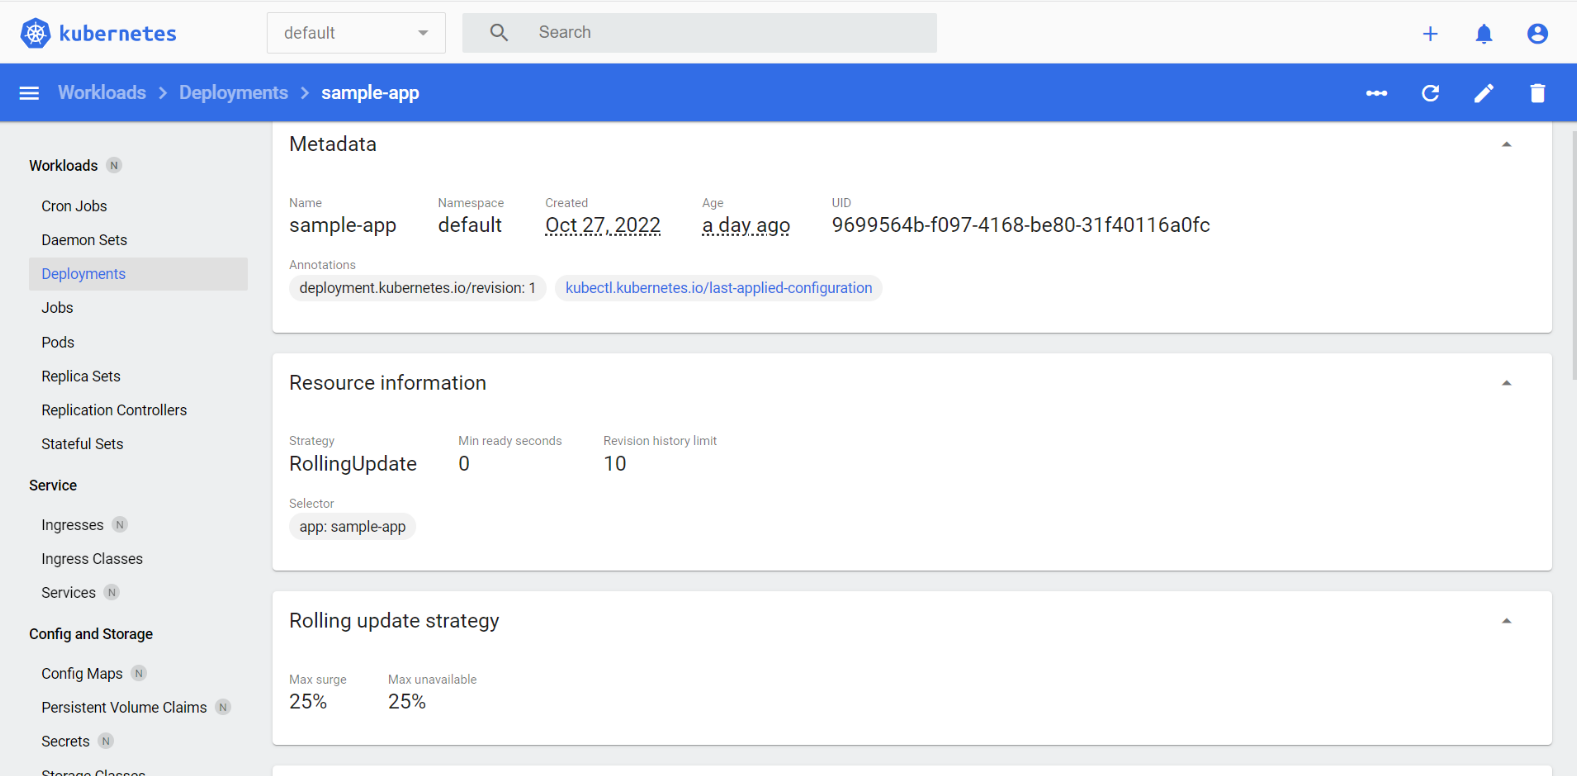 kubernetes
default
Search
Workloads > Deployments > sample-app
Workloads N
Cron Jobs
Daemon Sets
Deployments
Jobs
Pods
Replica Sets
Replication Controllers
Stateful Sets
Service
Ingresses N
Ingress Classes
Services N
Config and Storage
Config Maps N
Persistent Volume Claims N
Secrets N
Storage Classes
Metadata
Name
sample-app
Namespace
default
Created
Oct 27, 2022
Age
a day ago
UID
9699564b-f097-4168-be80-31f40116a0fc
Annotations
deployment.kubernetes.io/revision: 1
kubectl.kubernetes.io/last-applied-configuration
Resource information
Strategy
RollingUpdate
Min ready seconds
0
Revision history limit
10
Selector
app: sample-app
Rolling update strategy
Max surge
25%
Max unavailable
25%